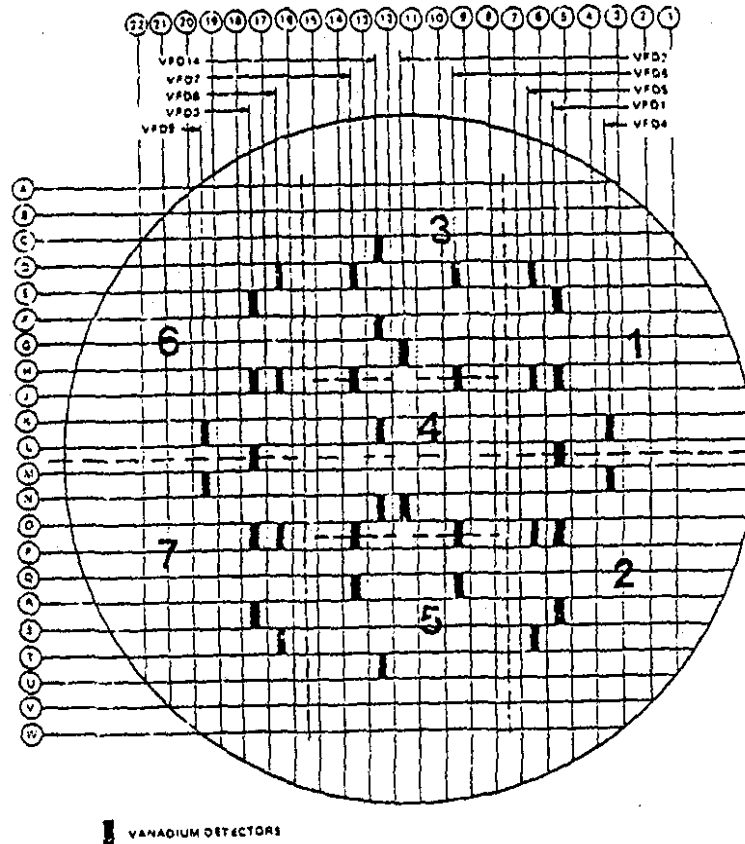 22 21 20 19 18 17 16 15 14 13 12 11 10 9 8 7 6 5 4 3 2 1
VFD14 VFD2
VFD7 VFD6
VFD8 VFD5
VFD3 VFD1
VFD9 VFD4
A
B
C
3
D
E
F
6 1
G
H
J
K
4
L
M
N
O
7 2
P
Q
R
5
S
T
U
V
W
VANADIUM DETECTORS